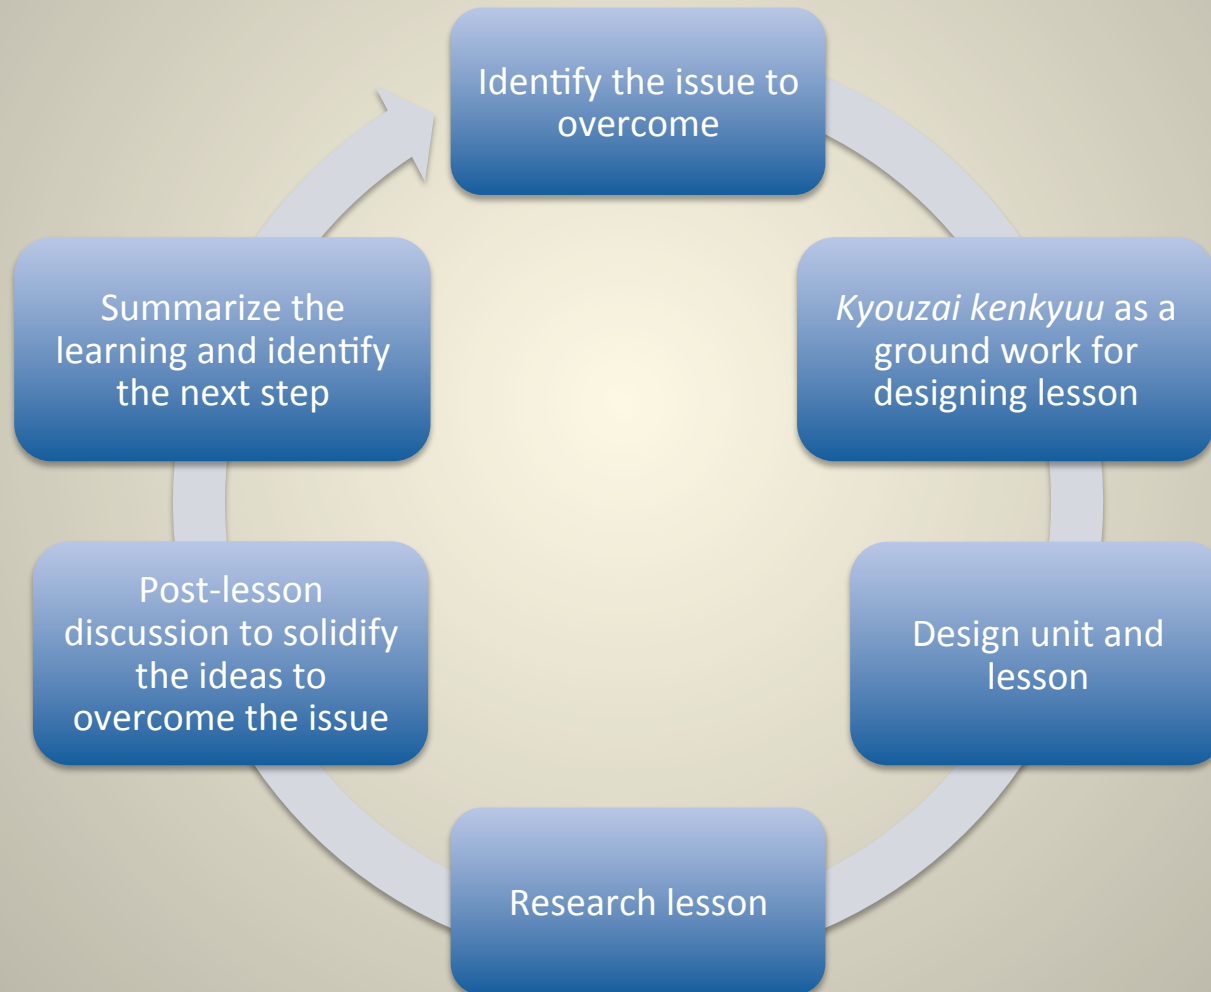 Identify the issue to
overcome
Kyouzai kenkyuu as a
ground work for
designing lesson
Design unit and
lesson
Research lesson
Post-lesson
discussion to solidify
the ideas to
overcome the issue
Summarize the
learning and identify
the next step